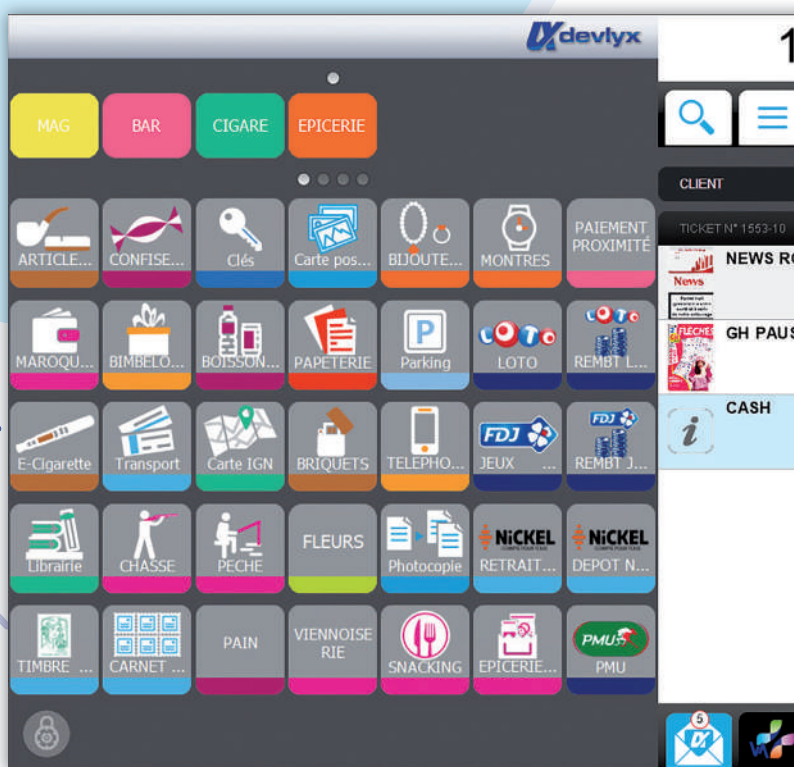 devlyx
1
MAG
BAR
CIGARE
EPICERIE
CLIENT
TICKET N° 1553-10
ARTICLE...
CONFISE...
Clés
Carte pos...
BIJOUTE...
MONTRES
PAIEMENT
PROXIMITÉ
NEWS RO
News
MAROQU...
BIMBELO...
BOISSON...
PAPETERIE
P
Parking
LOTO
LOTO
LOTO
REMBT L...
FLECHES
GH PAUS
E-Cigarette
Transport
Carte IGN
BRIQUETS
TELEPHO...
FDJ
JEUX ...
FDJ
REMBT J...
i
CASH
Librairie
CHASSE
PECHE
FLEURS
Photocopie
NiCKEL
RETRAIT...
NiCKEL
DEPOT N...
TIMBRE ...
CARNET ...
PAIN
VIENNOISE
RIE
SNACKING
EPICERIE...
PMU
PMU
5